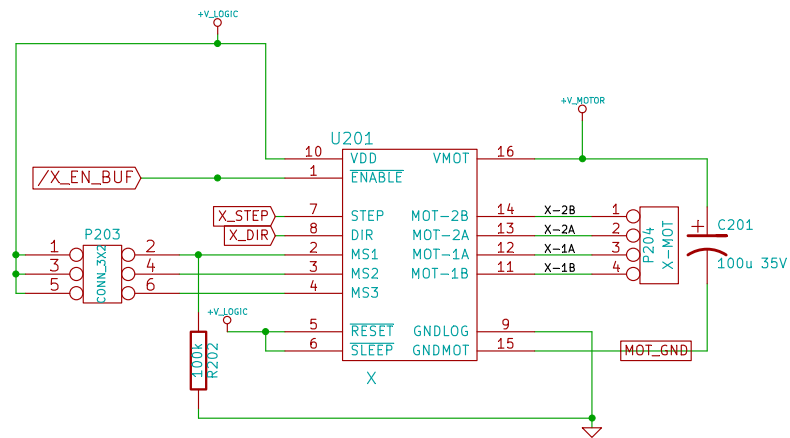 +V_LOGIC
+V_MOTOR
U201
10 VDD VMOT 16
/X_EN_BUF 1 ENABLE
X_STEP 7 STEP MOT-2B 14 X-2B 1
X_DIR 8 DIR MOT-2A 13 X-2A 2
P203
1 2 2 MS1 MOT-1A 12 X-1A 3
3 4 3 MS2 MOT-1B 11 X-1B 4
5 6 4 MS3
CONN_3X2
P204
X-MOT
C201
100u 35V
+V_LOGIC
5 RESET GNDLOG 9
6 SLEEP GNDMOT 15 MOT_GND
100k
R202
X